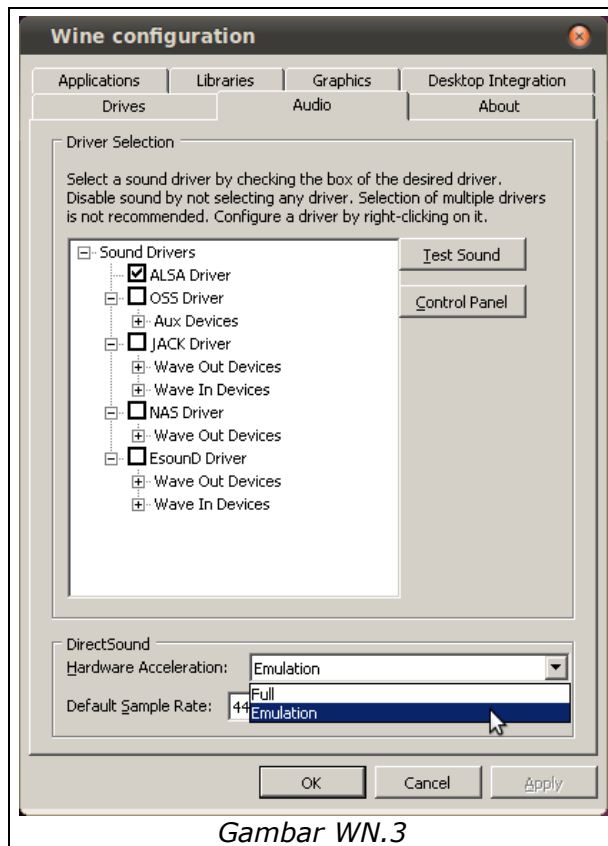 Wine configuration
Applications
Libraries
Graphics
Desktop Integration
Drives
Audio
About
Driver Selection
Select a sound driver by checking the box of the desired driver.
Disable sound by not selecting any driver. Selection of multiple drivers
is not recommended. Configure a driver by right-clicking on it.
Sound Drivers
ALSA Driver
OSS Driver
Aux Devices
JACK Driver
Wave Out Devices
Wave In Devices
NAS Driver
Wave Out Devices
EsounD Driver
Wave Out Devices
Wave In Devices
Test Sound
Control Panel
DirectSound
Hardware Acceleration: Emulation
Full
Default Sample Rate: 44
Emulation
OK
Cancel
Apply
Gambar WN.3